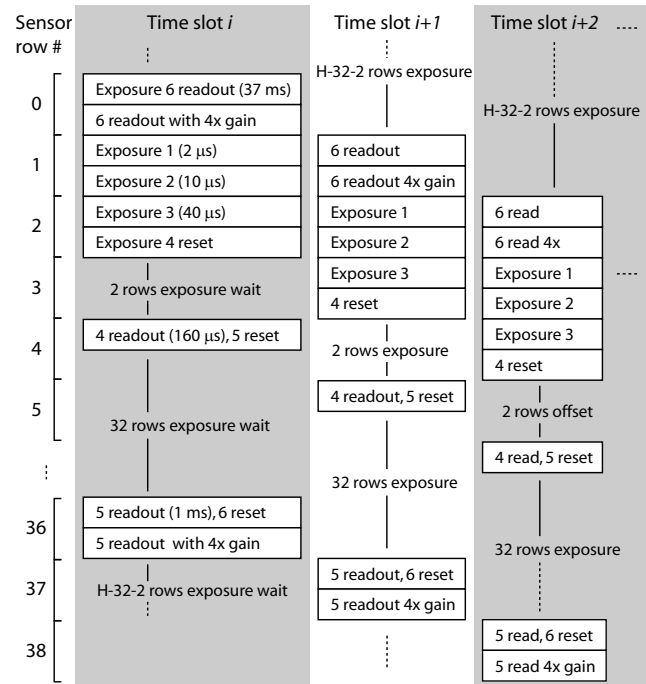 Sensor row #
Time slot i
Time slot i+1
Time slot i+2 ....
0
1
2
3
4
5
36
37
38
Exposure 6 readout (37 ms)
6 readout with 4x gain
Exposure 1 (2 μs)
Exposure 2 (10 μs)
Exposure 3 (40 μs)
Exposure 4 reset
2 rows exposure wait
4 readout (160 μs), 5 reset
32 rows exposure wait
5 readout (1 ms), 6 reset
5 readout with 4x gain
H-32-2 rows exposure wait
H-32-2 rows exposure
6 readout
6 readout 4x gain
Exposure 1
Exposure 2
Exposure 3
4 reset
2 rows exposure
4 readout, 5 reset
32 rows exposure
5 readout, 6 reset
5 readout 4x gain
H-32-2 rows exposure
6 read
6 read 4x
Exposure 1
Exposure 2
Exposure 3
4 reset
2 rows offset
4 read, 5 reset
32 rows exposure
5 read, 6 reset
5 read 4x gain